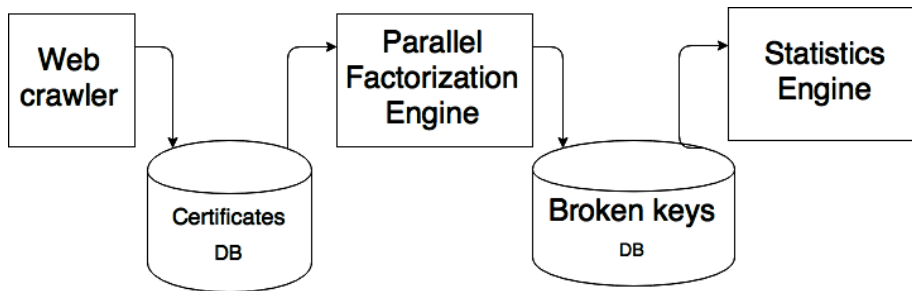 Web
crawler
Certificates
DB
Parallel
Factorization
Engine
Broken keys
DB
Statistics
Engine